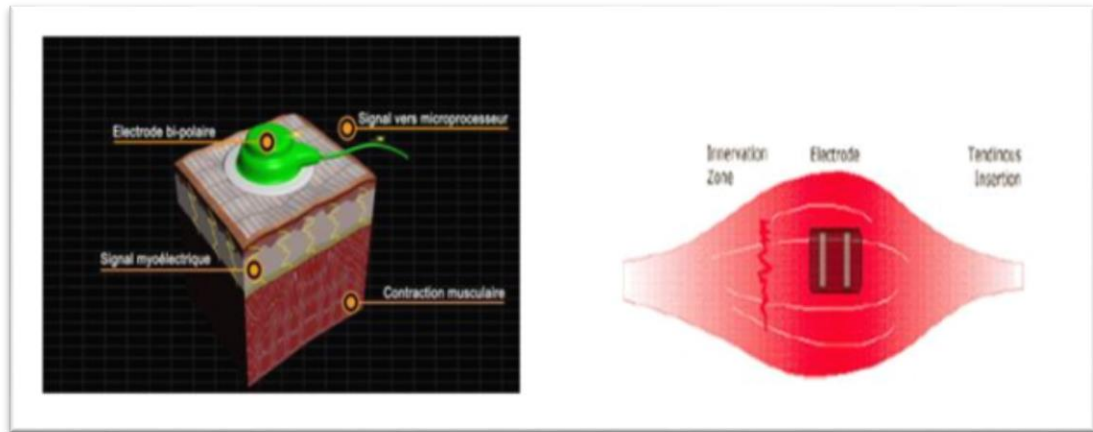 Electrode bi-polaire
Signal vers microprocesseur
Signal myoélectrique
Contraction musculaire
Innervation
Zone
Electrode
Tendinous
Insertion